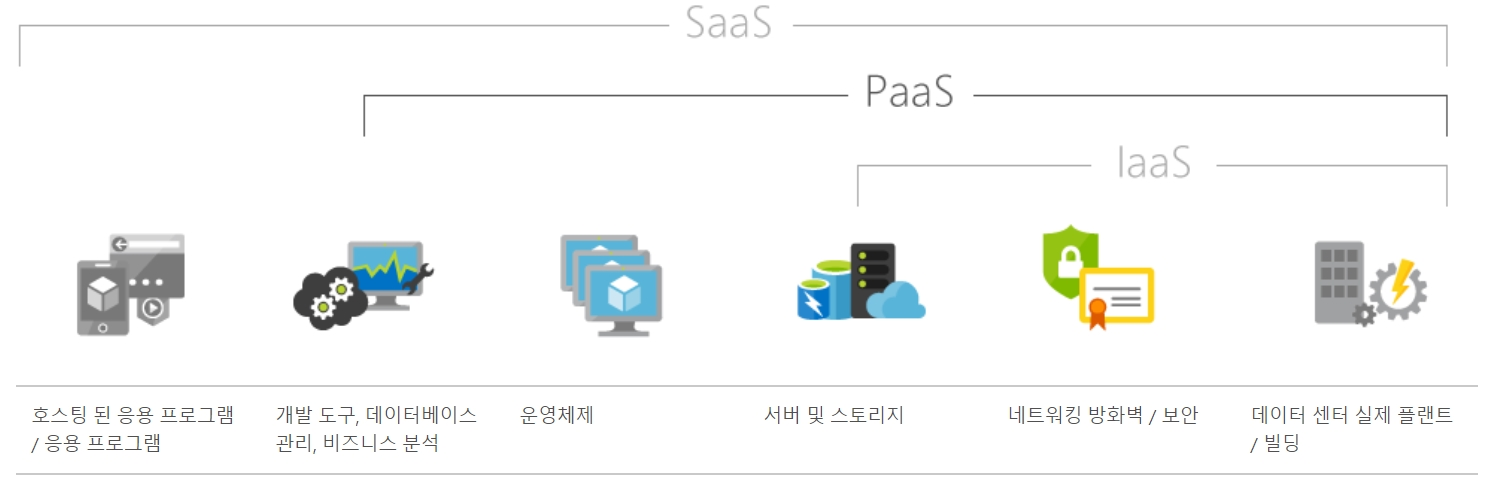 SaaS
PaaS
IaaS
호스팅 된 응용 프로그램
/ 응용 프로그램
개발 도구, 데이터베이스
관리, 비즈니스 분석
운영체제
서버 및 스토리지
네트워킹 방화벽 / 보안
데이터 센터 실제 플랜트
/ 빌딩